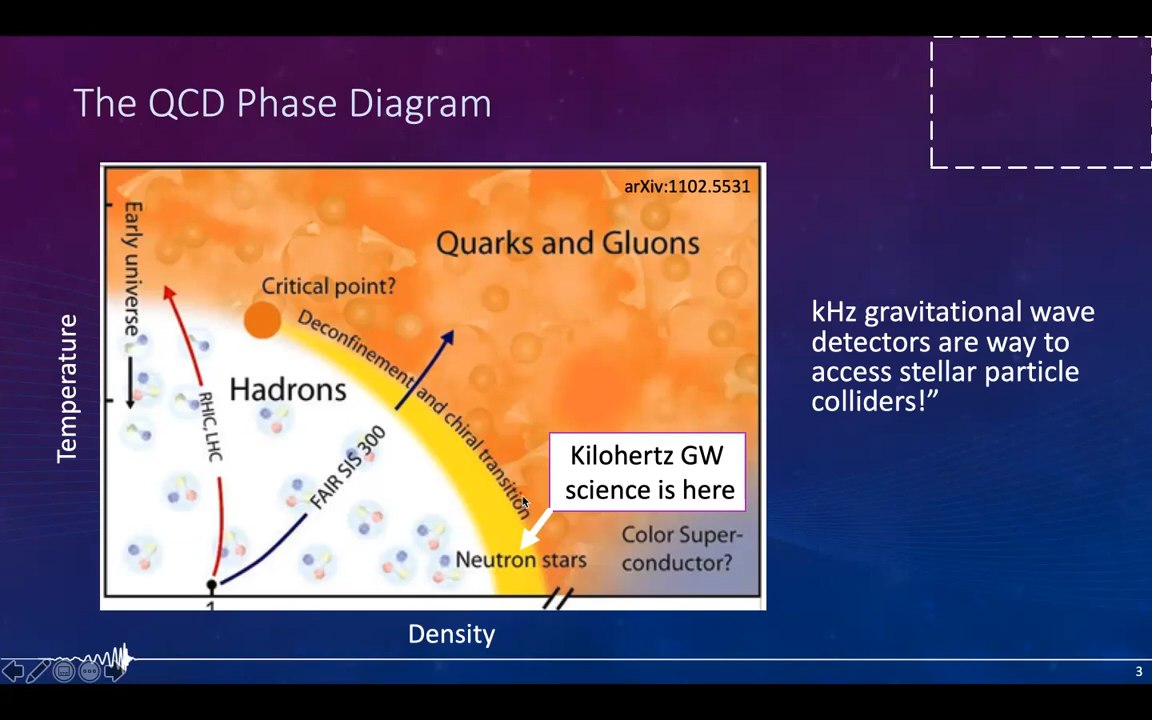 The QCD Phase Diagram
arXiv:1102.5531
Early universe
Quarks and Gluons
Critical point?
Deconfinement and chiral transition
Temperature
Hadrons
RHIC, LHC
FAIR SIS 300
kHz gravitational wave
detectors are way to
access stellar particle
colliders!”
Kilohertz GW
science is here
Color Super-
conductor?
Neutron stars
1
Density
3